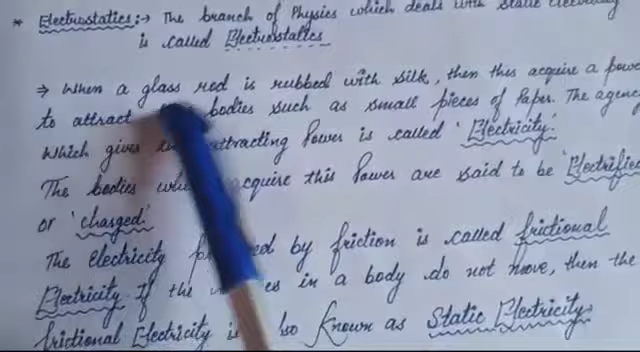 * Electrostatics :→ The branch of Physics which deals with static
is called Electrostatics
⇒ When a glass rod is rubbed with silk, then this acquire a
to attract bodies such as small pieces of Paper. The
Which gives attracting Power is called 'Electricity'.
The bodies acquire this Power are said to be 'Electrified
or 'charged'
The Electricity by friction is called frictional
Electricity If the in a body do not move, then the
frictional Electricity is Known as Static Electricity